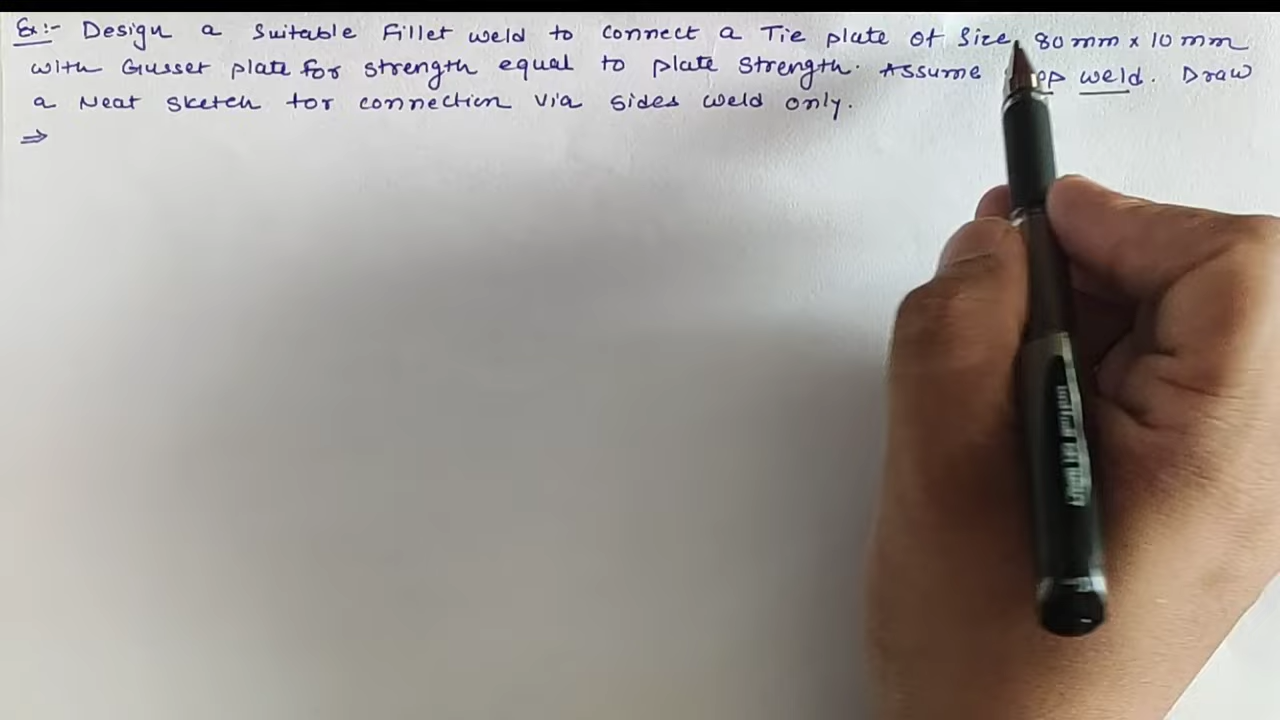 Ex:- Design a Suitable Fillet weld to connect a Tie plate of Size 80 mm x 10 mm
with Gusset plate for strength equal to plate strength. Assume weld. Draw
a Neat sketch for connection via sides weld only.
⇒